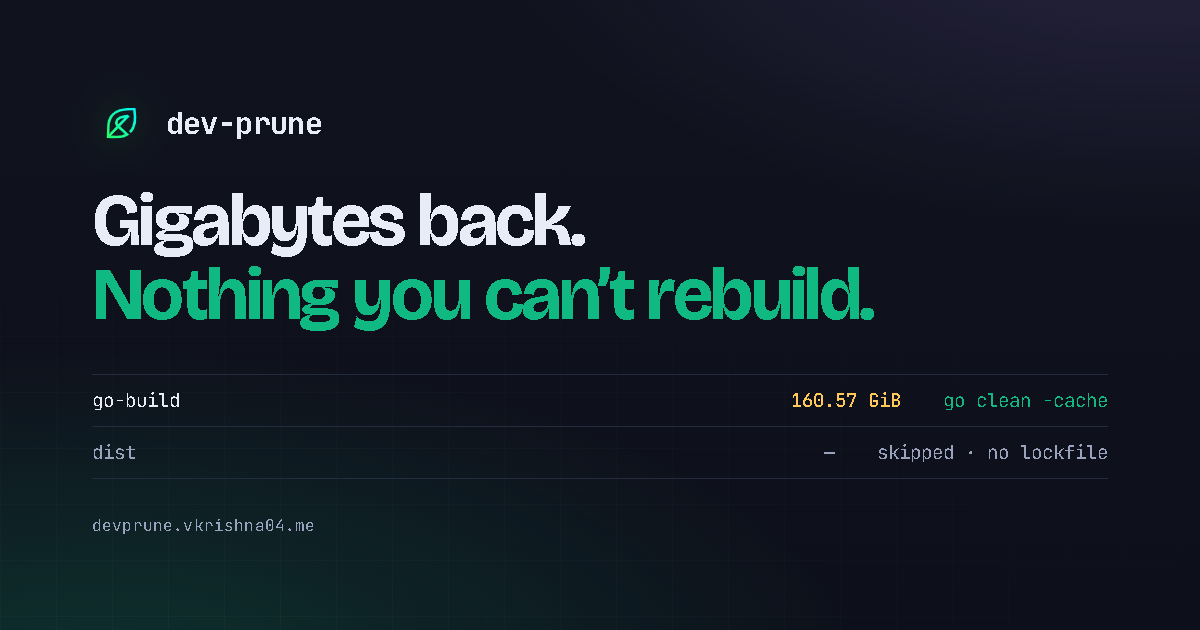 dev-prune
Gigabytes back.
Nothing you can't rebuild.
go-build 160.57 GiB go clean -cache
dist — skipped · no lockfile
devprune.vkrishna04.me